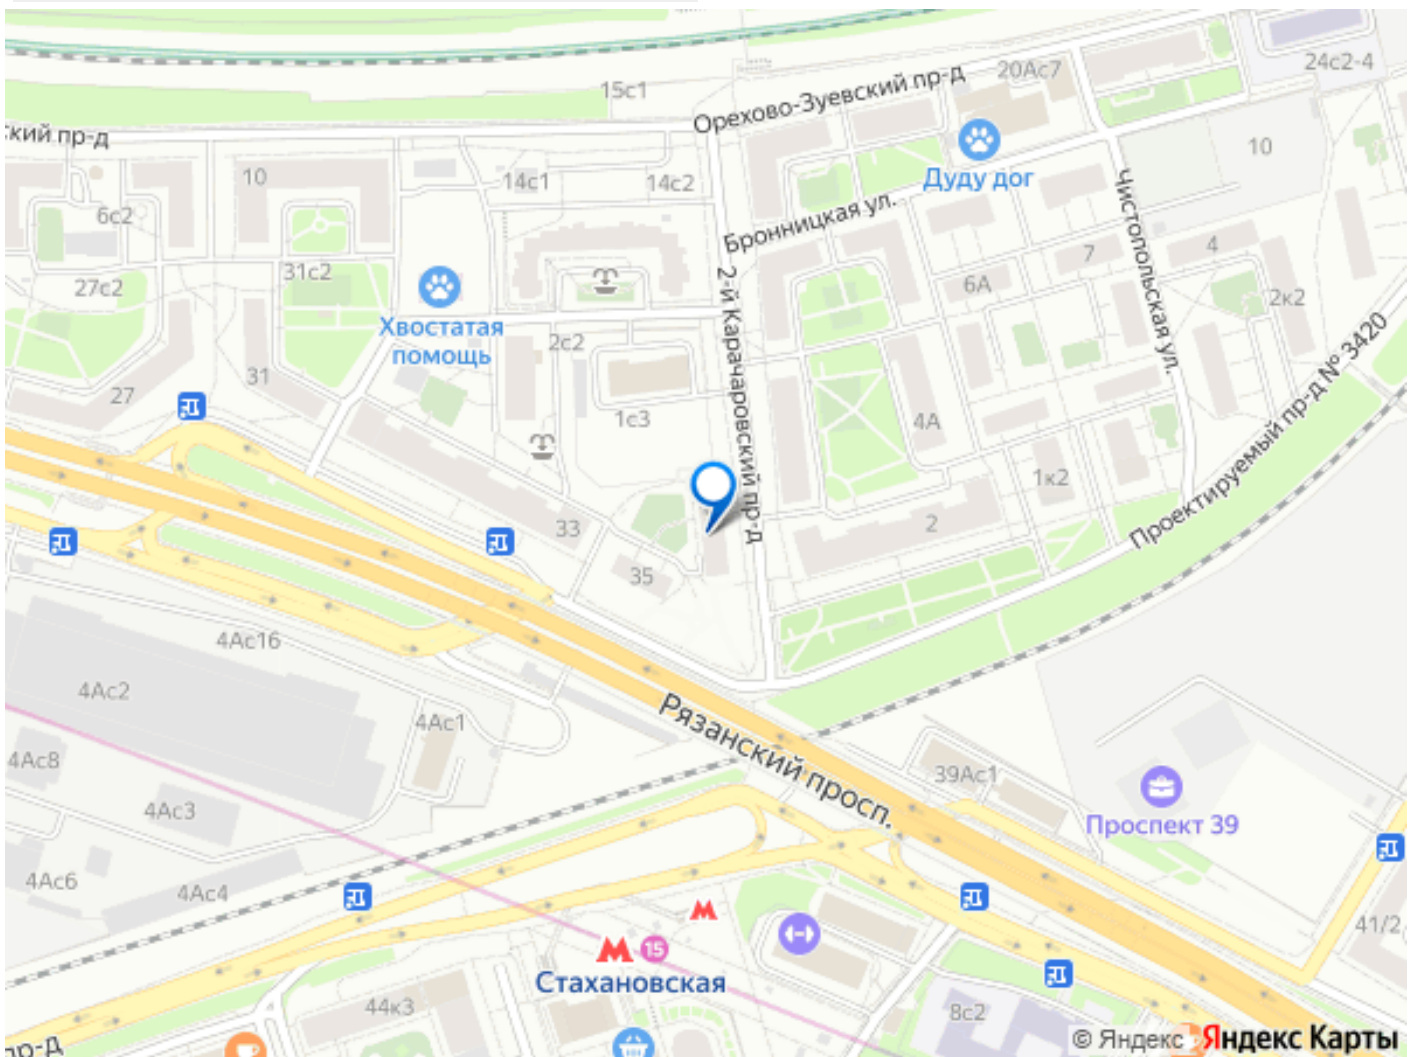 24с2-4
20Ас7
15с1
Орехово-Зуевский пр-д
ский пр-д
10
Дуду дог
10
14с1
14с2
6с2
Бронницкая ул.
Чистопольская ул.
7
4
31с2
27с2
6А
2к2
2-й Карачаровский пр-д
Хвостатая
помощь
2с2
31
27
1с3
4А
Проектируемый пр-д № 3420
1к2
33
2
35
4Ас16
4Ас2
4Ас1
Рязанский просп.
4Ас8
39Ас1
4Ас3
Проспект 39
4Ас6
4Ас4
М
М
15
41/2
Стахановская
44к3
8с2
пр-д
© Яндекс
Яндекс Карты